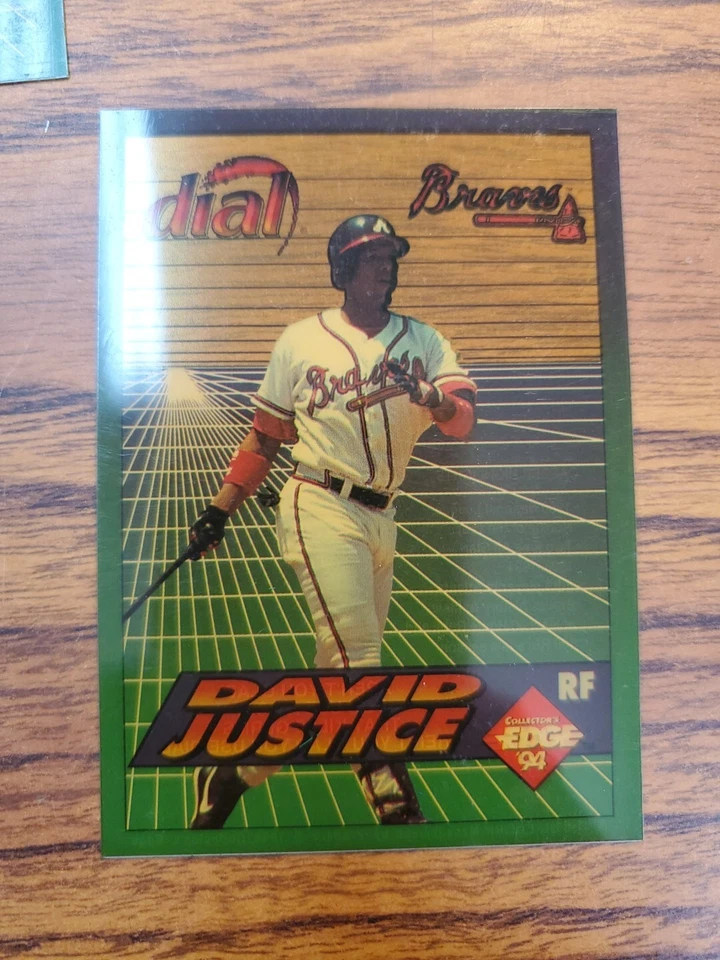 dial
Braves
A
Braves
DAVID
JUSTICE
RF
COLLECTOR'S
EDGE
'94